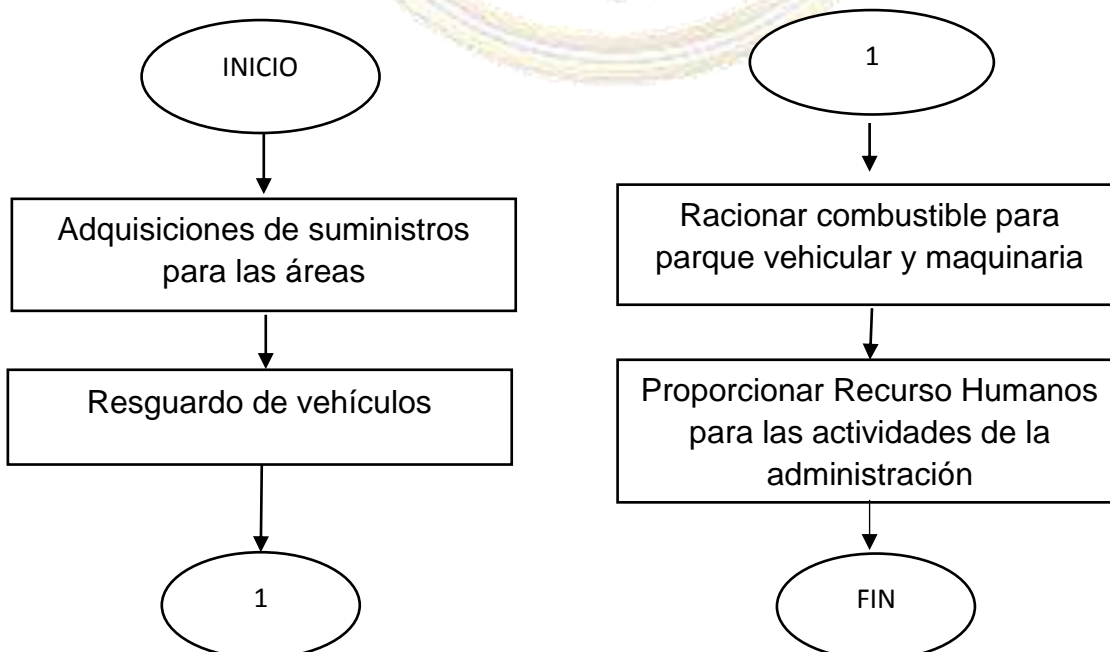 INICIO
Adquisiciones de suministros
para las áreas
Resguardo de vehículos
1
1
Racionar combustible para
parque vehicular y maquinaria
Proporcionar Recurso Humanos
para las actividades de la
administración
FIN